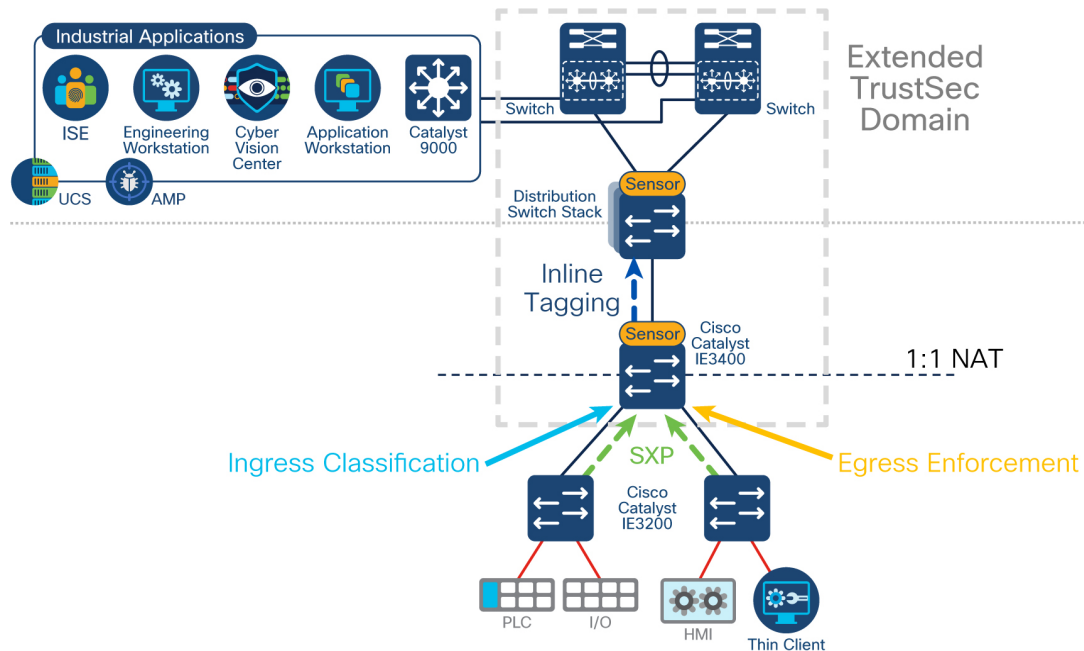 Industrial Applications
ISE
Engineering
Workstation
Cyber
Vision
Center
Application
Workstation
Catalyst
9000
UCS
AMP
Switch
Switch
Extended
TrustSec
Domain
Sensor
Distribution
Switch Stack
Inline
Tagging
Sensor
Cisco
Catalyst
IE3400
1:1 NAT
Ingress Classification
SXP
Egress Enforcement
Cisco
Catalyst
IE3200
PLC
I/O
HMI
Thin Client